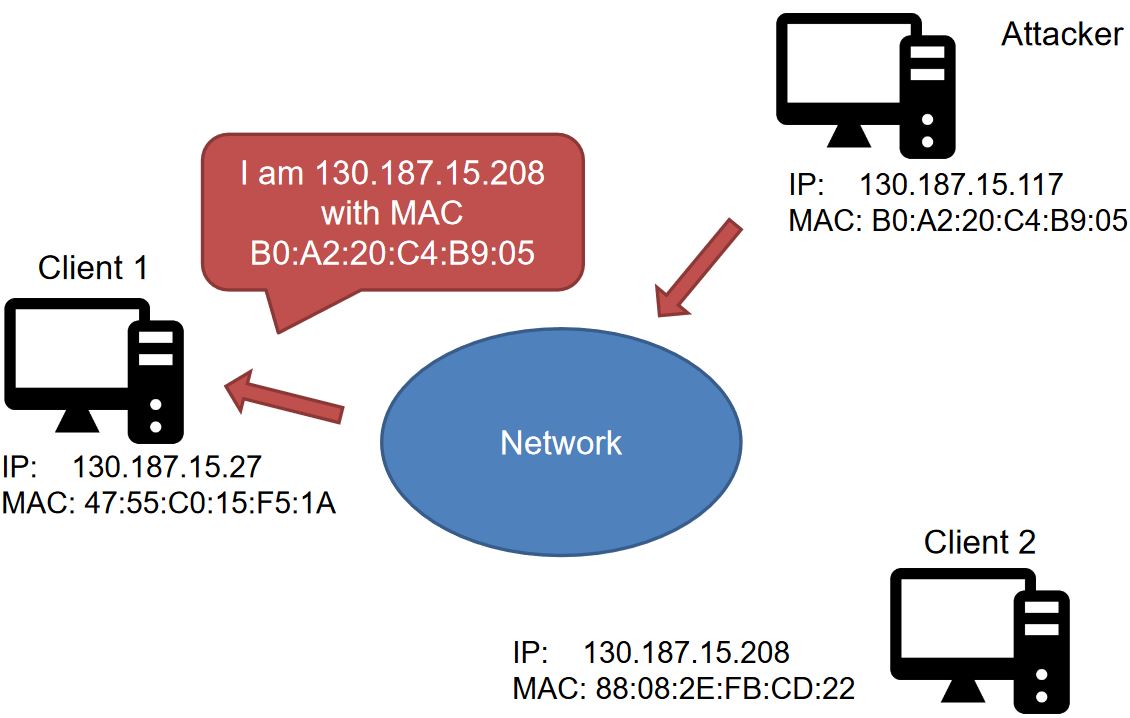 Attacker
IP: 130.187.15.117
MAC: B0:A2:20:C4:B9:05
I am 130.187.15.208
with MAC
B0:A2:20:C4:B9:05
Client 1
IP: 130.187.15.27
MAC: 47:55:C0:15:F5:1A
Network
Client 2
IP: 130.187.15.208
MAC: 88:08:2E:FB:CD:22